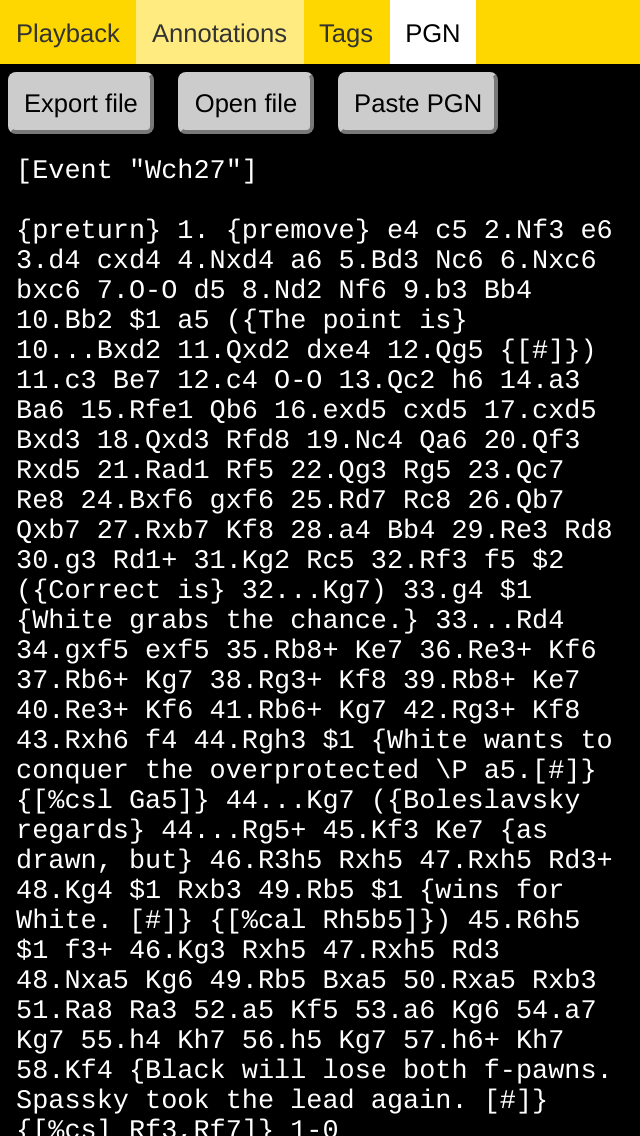 Playback Annotations Tags PGN
Export file Open file Paste PGN
[Event "Wch27"]
{preturn} 1. {premove} e4 c5 2.Nf3 e6
3.d4 cxd4 4.Nxd4 a6 5.Bd3 Nc6 6.Nxc6
bxc6 7.O-O d5 8.Nd2 Nf6 9.b3 Bb4
10.Bb2 $1 a5 ({The point is}
10...Bxd2 11.Qxd2 dxe4 12.Qg5 {[#]})
11.c3 Be7 12.c4 O-O 13.Qc2 h6 14.a3
Ba6 15.Rfe1 Qb6 16.exd5 cxd5 17.cxd5
Bxd3 18.Qxd3 Rfd8 19.Nc4 Qa6 20.Qf3
Rxd5 21.Rad1 Rf5 22.Qg3 Rg5 23.Qc7
Re8 24.Bxf6 gxf6 25.Rd7 Rc8 26.Qb7
Qxb7 27.Rxb7 Kf8 28.a4 Bb4 29.Re3 Rd8
30.g3 Rd1+ 31.Kg2 Rc5 32.Rf3 f5 $2
({Correct is} 32...Kg7) 33.g4 $1
{White grabs the chance.} 33...Rd4
34.gxf5 exf5 35.Rb8+ Ke7 36.Re3+ Kf6
37.Rb6+ Kg7 38.Rg3+ Kf8 39.Rb8+ Ke7
40.Re3+ Kf6 41.Rb6+ Kg7 42.Rg3+ Kf8
43.Rxh6 f4 44.Rgh3 $1 {White wants to
conquer the overprotected \P a5.[#]}
{[%csl Ga5]} 44...Kg7 ({Boleslavsky
regards} 44...Rg5+ 45.Kf3 Ke7 {as
drawn, but} 46.R3h5 Rxh5 47.Rxh5 Rd3+
48.Kg4 $1 Rxb3 49.Rb5 $1 {wins for
White. [#]} {[%cal Rh5b5]}) 45.R6h5
$1 f3+ 46.Kg3 Rxh5 47.Rxh5 Rd3
48.Nxa5 Kg6 49.Rb5 Bxa5 50.Rxa5 Rxb3
51.Ra8 Ra3 52.a5 Kf5 53.a6 Kg6 54.a7
Kg7 55.h4 Kh7 56.h5 Kg7 57.h6+ Kh7
58.Kf4 {Black will lose both f-pawns.
Spassky took the lead again. [#]}
{[%csl Rf3,Rf7]} 1-0